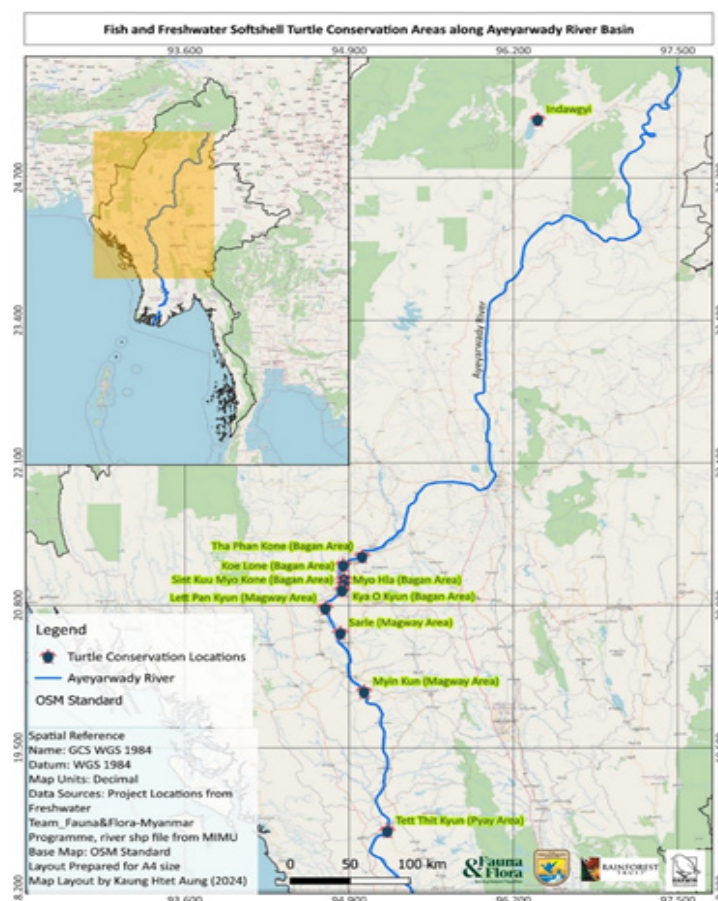 Fish and Freshwater Softshell Turtle Conservation Areas along Ayeyarwady River Basin
93.600 94.900 96.200 97.500
24.700
23.400
22.100
20.800
19.500
18.200
Indawgyi
Ayeyarwady River
Tha Phan Kone (Bagan Area)
Koe Lone (Bagan Area)
Sint Kuu Myo Kone (Bagan Area)
Myo Hla (Bagan Area)
Kya O Kyun (Bagan Area)
Lett Pan Kyun (Magway Area)
Sarle (Magway Area)
Myin Kun (Magway Area)
Tett Thit Kyun (Pyay Area)
Legend
Turtle Conservation Locations
Ayeyarwady River
OSM Standard
Spatial Reference
Name: GCS WGS 1984
Datum: WGS 1984
Map Units: Decimal
Data Sources: Project Locations from
Freshwater
Team_Fauna&Flora-Myanmar
Programme, river shp file from MIMU
Base Map: OSM Standard
Layout Prepared for A4 size
Map Layout by Kaung Htet Aung (2024)
0 50 100 km
Fauna
& Flora
RAINFOREST
TRUST
93.600 94.900 96.200 97.500